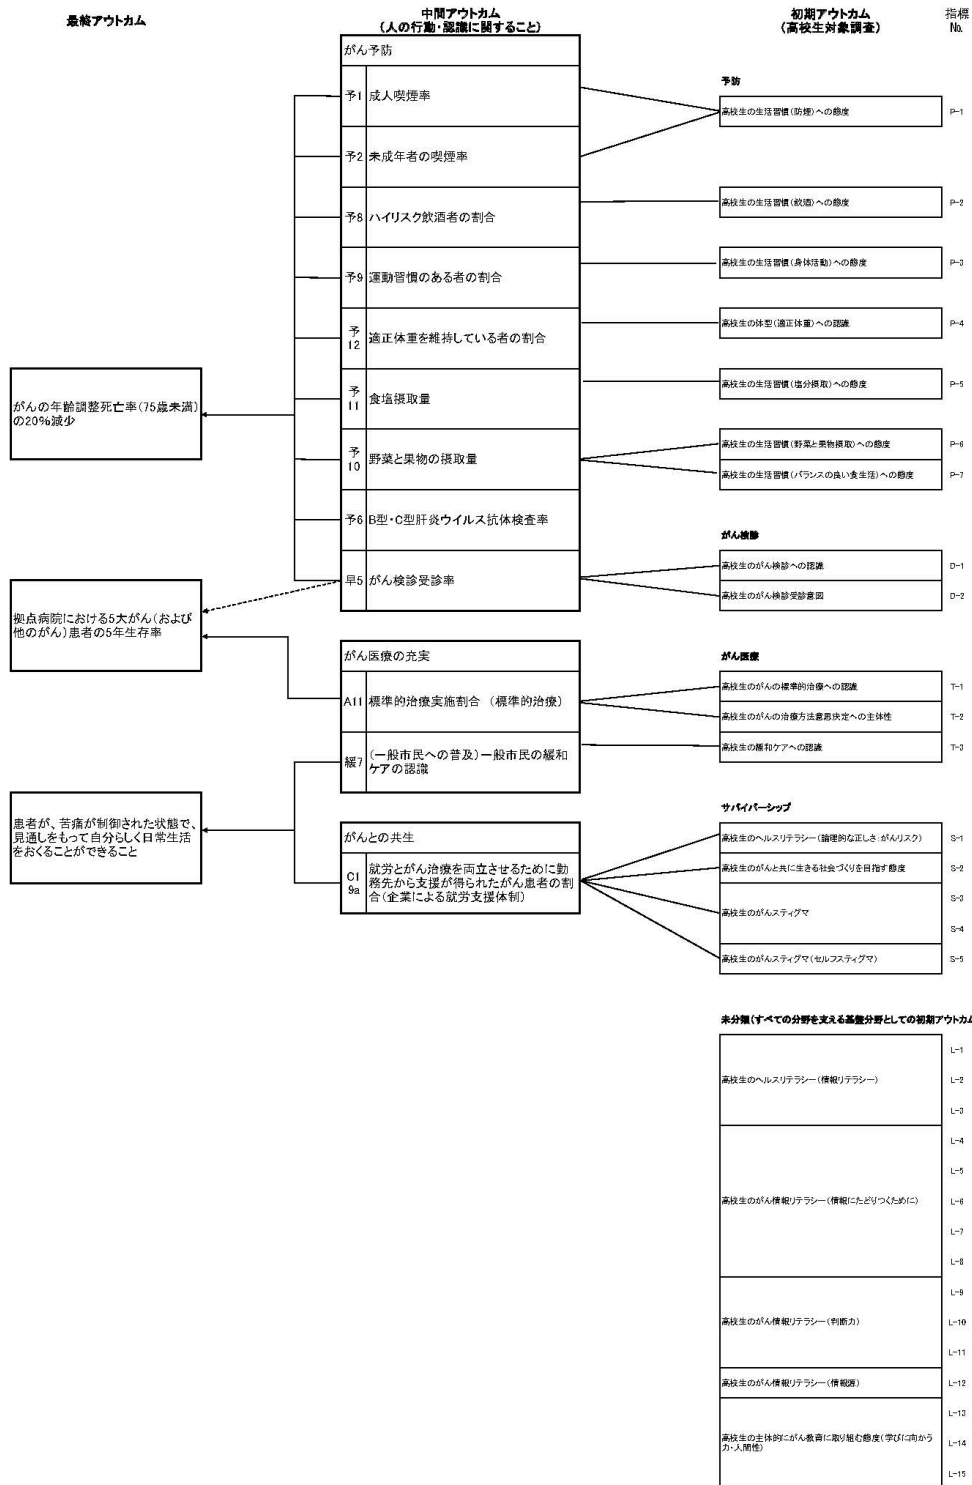 最終アウトカム
中間アウトカム
(人の行動・認識に関すること)
初期アウトカム
(高校生対象調査)
指標
No.
がん予防
予1 成人喫煙率
予2 未成年者の喫煙率
予8 ハイリスク飲酒者の割合
予9 運動習慣のある者の割合
予
12
適正体重を維持している者の割合
予
11
食塩摂取量
予
10
野菜と果物の摂取量
予6 B型・C型肝炎ウイルス抗体検査率
早5 がん検診受診率
がんの年齢調整死亡率(75歳未満)
の20%減少
拠点病院における5大がん(および
他のがん)患者の5年生存率
がん医療の充実
A11 標準的治療実施割合 (標準的治療)
緩7
(一般市民への普及)一般市民の緩和
ケアの認識
患者が、苦痛が制御された状態で、
見通しをもって自分らしく日常生活
をおくることができること
がんとの共生
C1
9a
就労とがん治療を両立させるために勤
務先から支援が得られたがん患者の割
合(企業による就労支援体制)
予防
高校生の生活習慣(防煙)への態度 P-1
高校生の生活習慣(飲酒)への態度 P-2
高校生の生活習慣(身体活動)への態度 P-3
高校生の体型(適正体重)への認識 P-4
高校生の生活習慣(塩分摂取)への態度 P-5
高校生の生活習慣(野菜と果物摂取)への態度 P-6
高校生の生活習慣(バランスの良い食生活)への態度 P-7
がん検診
高校生のがん検診への認識 D-1
高校生のがん検診受診意図 D-2
がん医療
高校生のがんの標準的治療への認識 T-1
高校生のがんの治療方法意思決定への主体性 T-2
高校生の緩和ケアへの認識 T-3
サバイバーシップ
高校生のヘルスリテラシー(論理的な正しさ:がんリスク) S-1
高校生のがんと共に生きる社会づくりを目指す態度 S-2
S-3
高校生のがんスティグマ
S-4
高校生のがんスティグマ(セルフスティグマ) S-5
未分類(すべての分野を支える基盤分野としての初期アウトカム
L-1
高校生のヘルスリテラシー(情報リテラシー) L-2
L-3
L-4
L-5
高校生のがん情報リテラシー(情報にたどりつくために) L-6
L-7
L-8
L-9
高校生のがん情報リテラシー(判断力) L-10
L-11
高校生のがん情報リテラシー(情報源) L-12
L-13
高校生の主体的にがん教育に取り組む態度(学びに向かう
力・人間性)
L-14
L-15